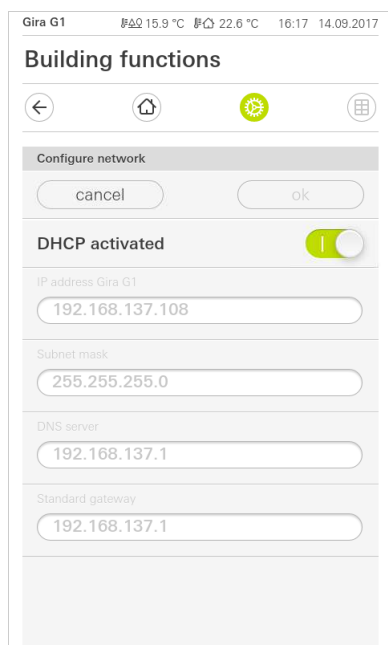 Gira G1 15.9 °C 22.6 °C 16:17 14.09.2017
Building functions
Configure network
cancel ok
DHCP activated
IP address Gira G1
192.168.137.108
Subnet mask
255.255.255.0
DNS server
192.168.137.1
Standard gateway
192.168.137.1